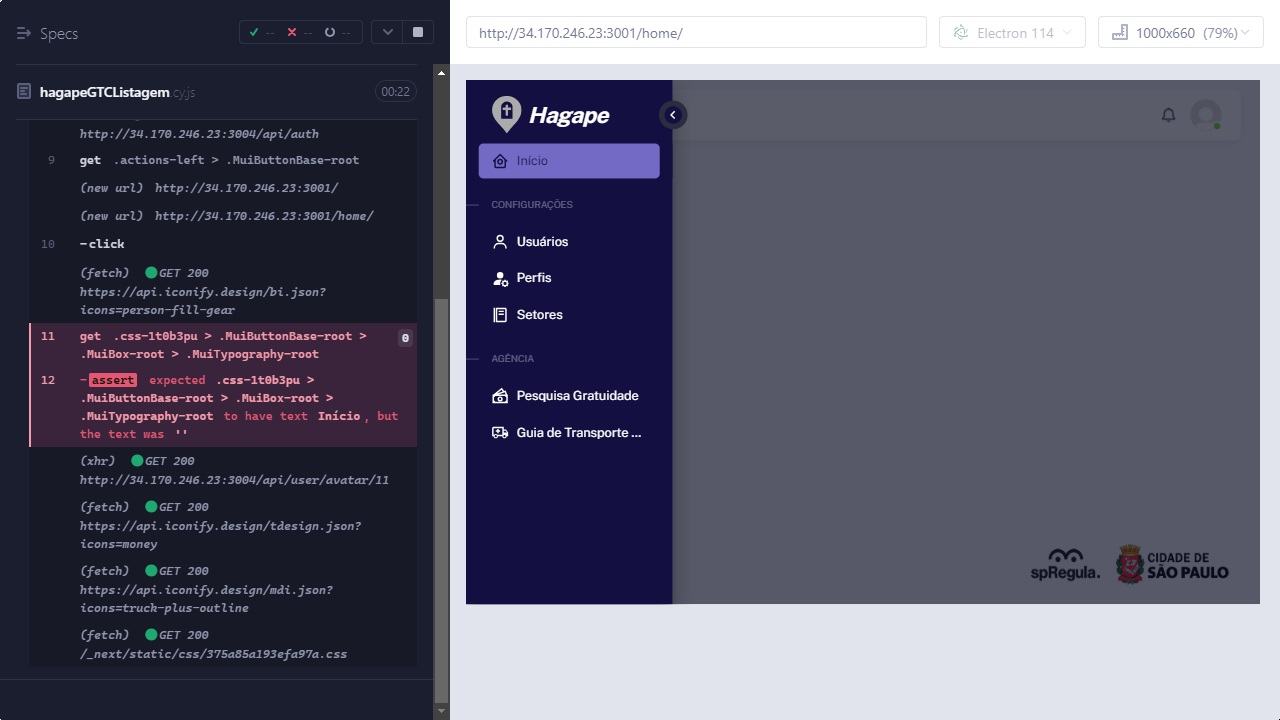 Specs
-- -- --
hagapeGTCListagem.cy.js
00:22
http://34.170.246.23:3004/api/auth
9 get .actions-left > .MuiButtonBase-root
(new url) http://34.170.246.23:3001/
(new url) http://34.170.246.23:3001/home/
10 -click
(fetch) GET 200
https://api.iconify.design/bi.json?
icons=person-fill-gear
11 get .css-1t0b3pu > .MuiButtonBase-root >
.MuiBox-root > .MuiTypography-root
0
12 -assert expected .css-1t0b3pu >
.MuiButtonBase-root > .MuiBox-root >
.MuiTypography-root to have text Início, but
the text was ''
(xhr) GET 200
http://34.170.246.23:3004/api/user/avatar/11
(fetch) GET 200
https://api.iconify.design/tdesign.json?
icons=money
(fetch) GET 200
https://api.iconify.design/mdi.json?
icons=truck-plus-outline
(fetch) GET 200
/_next/static/css/375a85a193efa97a.css
http://34.170.246.23:3001/home/
Electron 114
1000x660 (79%)
Hagape
Início
CONFIGURAÇÕES
Usuários
Perfis
Setores
AGÊNCIA
Pesquisa Gratuidade
Guia de Transporte ...
spRegula.
CIDADE DE
SÃO PAULO